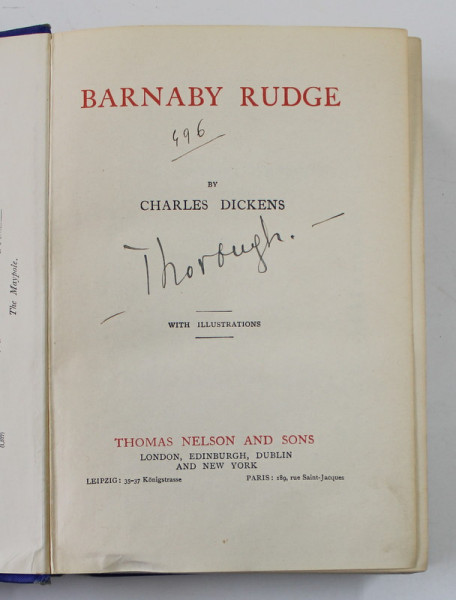 BARNABY RUDGE
496
BY
CHARLES DICKENS
— Thorough. —
WITH ILLUSTRATIONS
THOMAS NELSON AND SONS
LONDON, EDINBURGH, DUBLIN
AND NEW YORK
LEIPZIG: 35-37 Königstrasse PARIS: 189, rue Saint-Jacques
The Maypole.